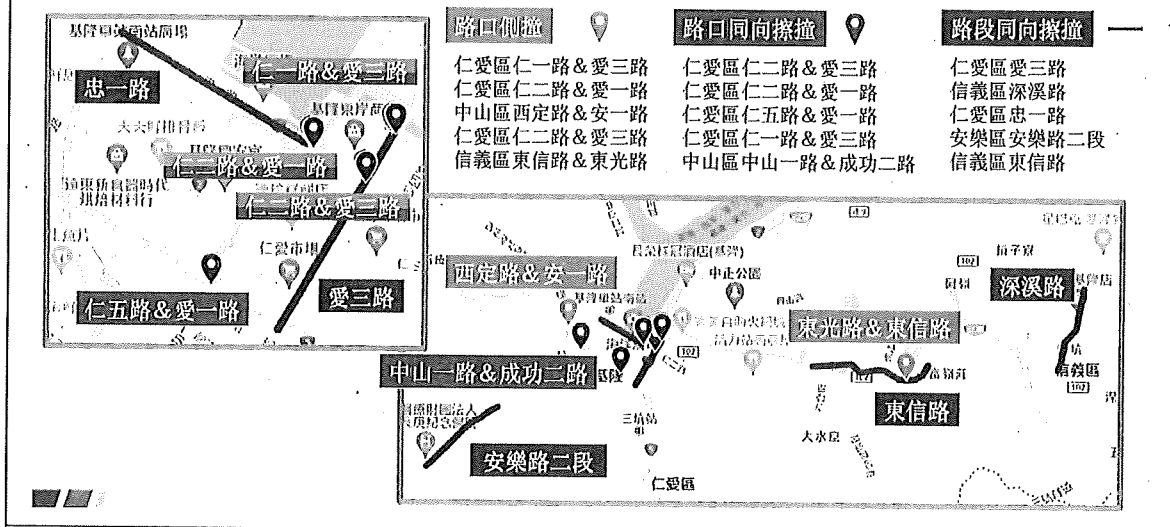 路口側撞
仁愛區仁一路&愛三路
仁愛區仁二路&愛一路
中山區西定路&安一路
仁愛區仁二路&愛三路
信義區東信路&東光路
路口同向擦撞
仁愛區仁二路&愛三路
仁愛區仁二路&愛一路
仁愛區仁五路&愛一路
仁愛區仁一路&愛三路
中山區中山一路&成功二路
路段同向擦撞
仁愛區愛三路
信義區深溪路
仁愛區忠一路
安樂區安樂路二段
信義區東信路
忠一路
仁一路&愛三路
仁二路&愛一路
仁二路&愛三路
仁愛市場
仁五路&愛一路
愛三路
西定路&安一路
中正公園
深溪路
東光路&東信路
中山一路&成功二路
信義區
102
東信路
三坑站
大水窟
安樂路二段
仁愛區